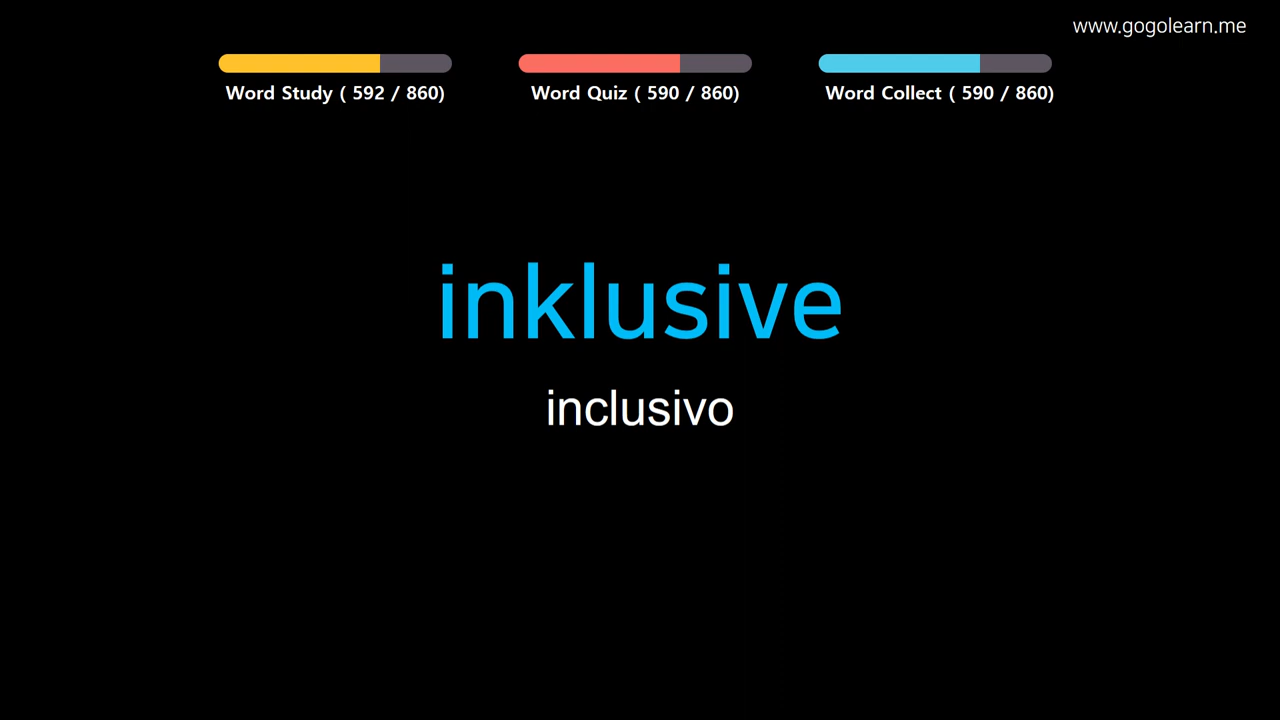 www.gogolearn.me
Word Study ( 592 / 860)
Word Quiz ( 590 / 860)
Word Collect ( 590 / 860)
inklusive
inclusivo